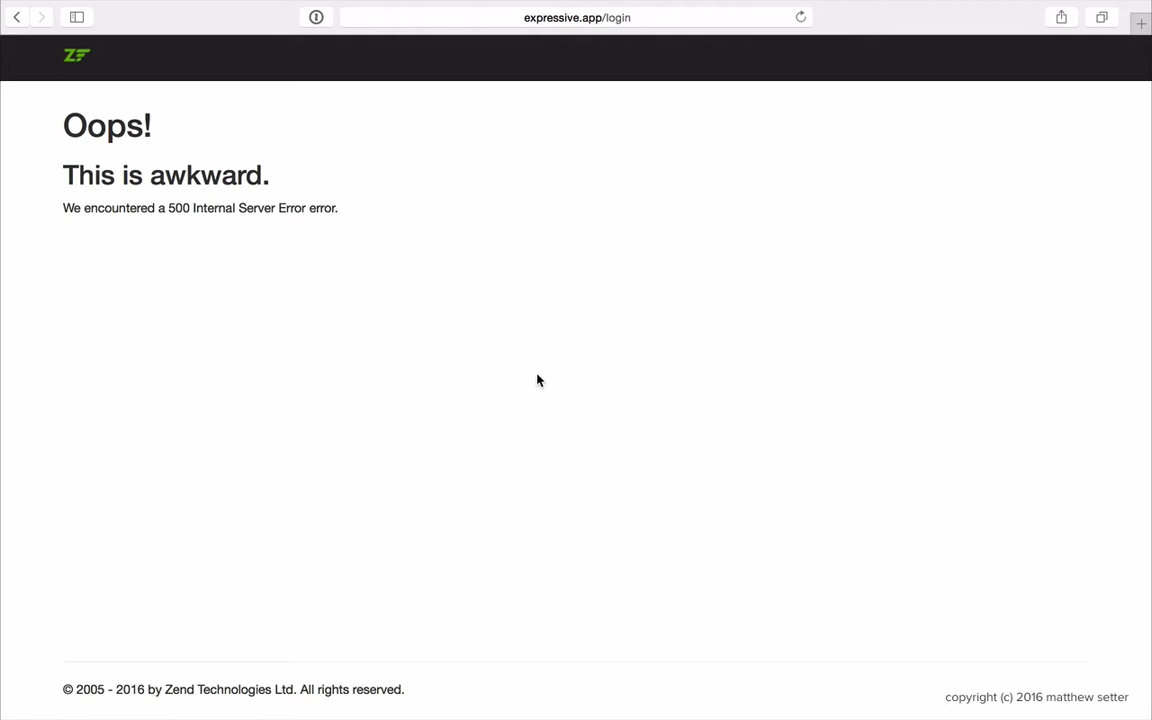 expressive.app/login
ZF
Oops!
This is awkward.
We encountered a 500 Internal Server Error error.
© 2005 - 2016 by Zend Technologies Ltd. All rights reserved.
copyright (c) 2016 matthew setter